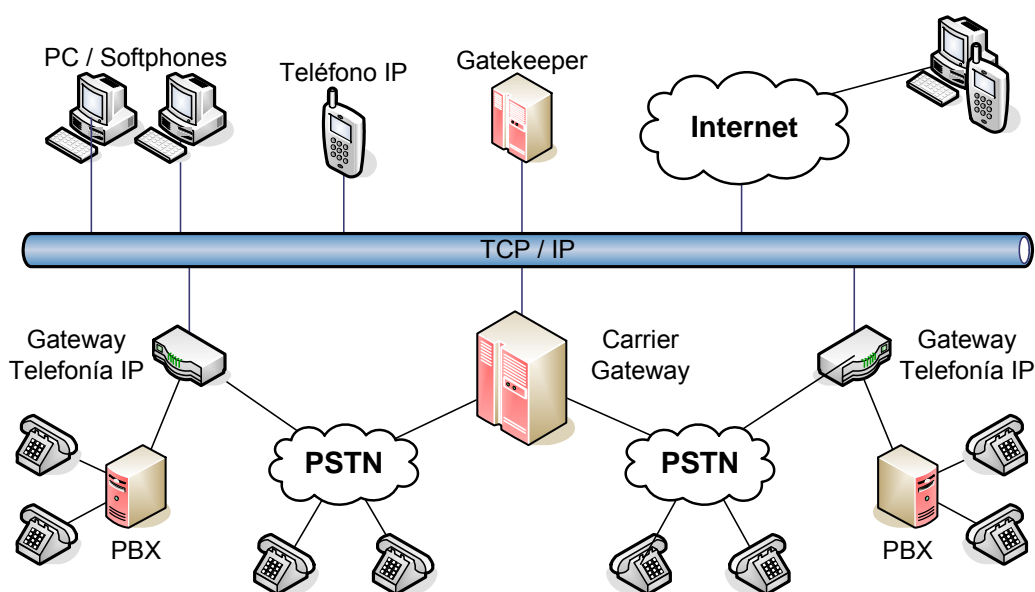 PC / Softphones
Teléfono IP
Gatekeeper
Internet
TCP / IP
Gateway
Telefonía IP
Carrier
Gateway
Gateway
Telefonía IP
PSTN
PSTN
PBX
PBX